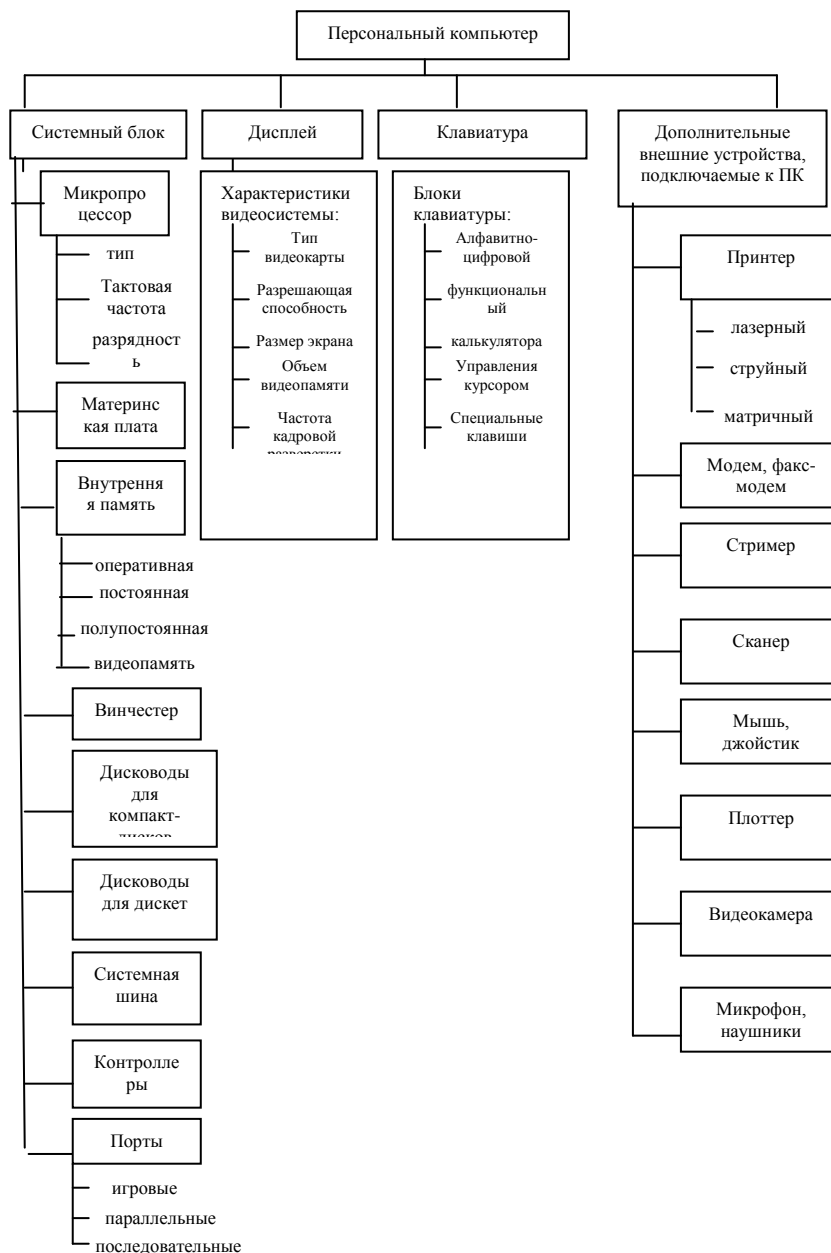 Персональный компьютер
Системный блок
Микропро
цессор
тип
Тактовая
частота
разрядност
ь
Материнс
кая плата
Внутрення
я память
оперативная
постоянная
полупостоянная
видеопамять
Винчестер
Дисководы
для
компакт-
дисков
Дисководы
для дискет
Системная
шина
Контролле
ры
Порты
игровые
параллельные
последовательные
Дисплей
Характеристики
видеосистемы:
Тип
видеокарты
Разрешающая
способность
Размер экрана
Объем
видеопамяти
Частота
кадровой
развертки
Клавиатура
Блоки
клавиатуры:
Алфавитно-
цифровой
функциональн
ый
калькулятора
Управления
курсором
Специальные
клавиши
Дополнительные
внешние устройства,
подключаемые к ПК
Принтер
лазерный
струйный
матричный
Модем, факс-
модем
Стример
Сканер
Мышь,
джойстик
Плоттер
Видеокамера
Микрофон,
наушники